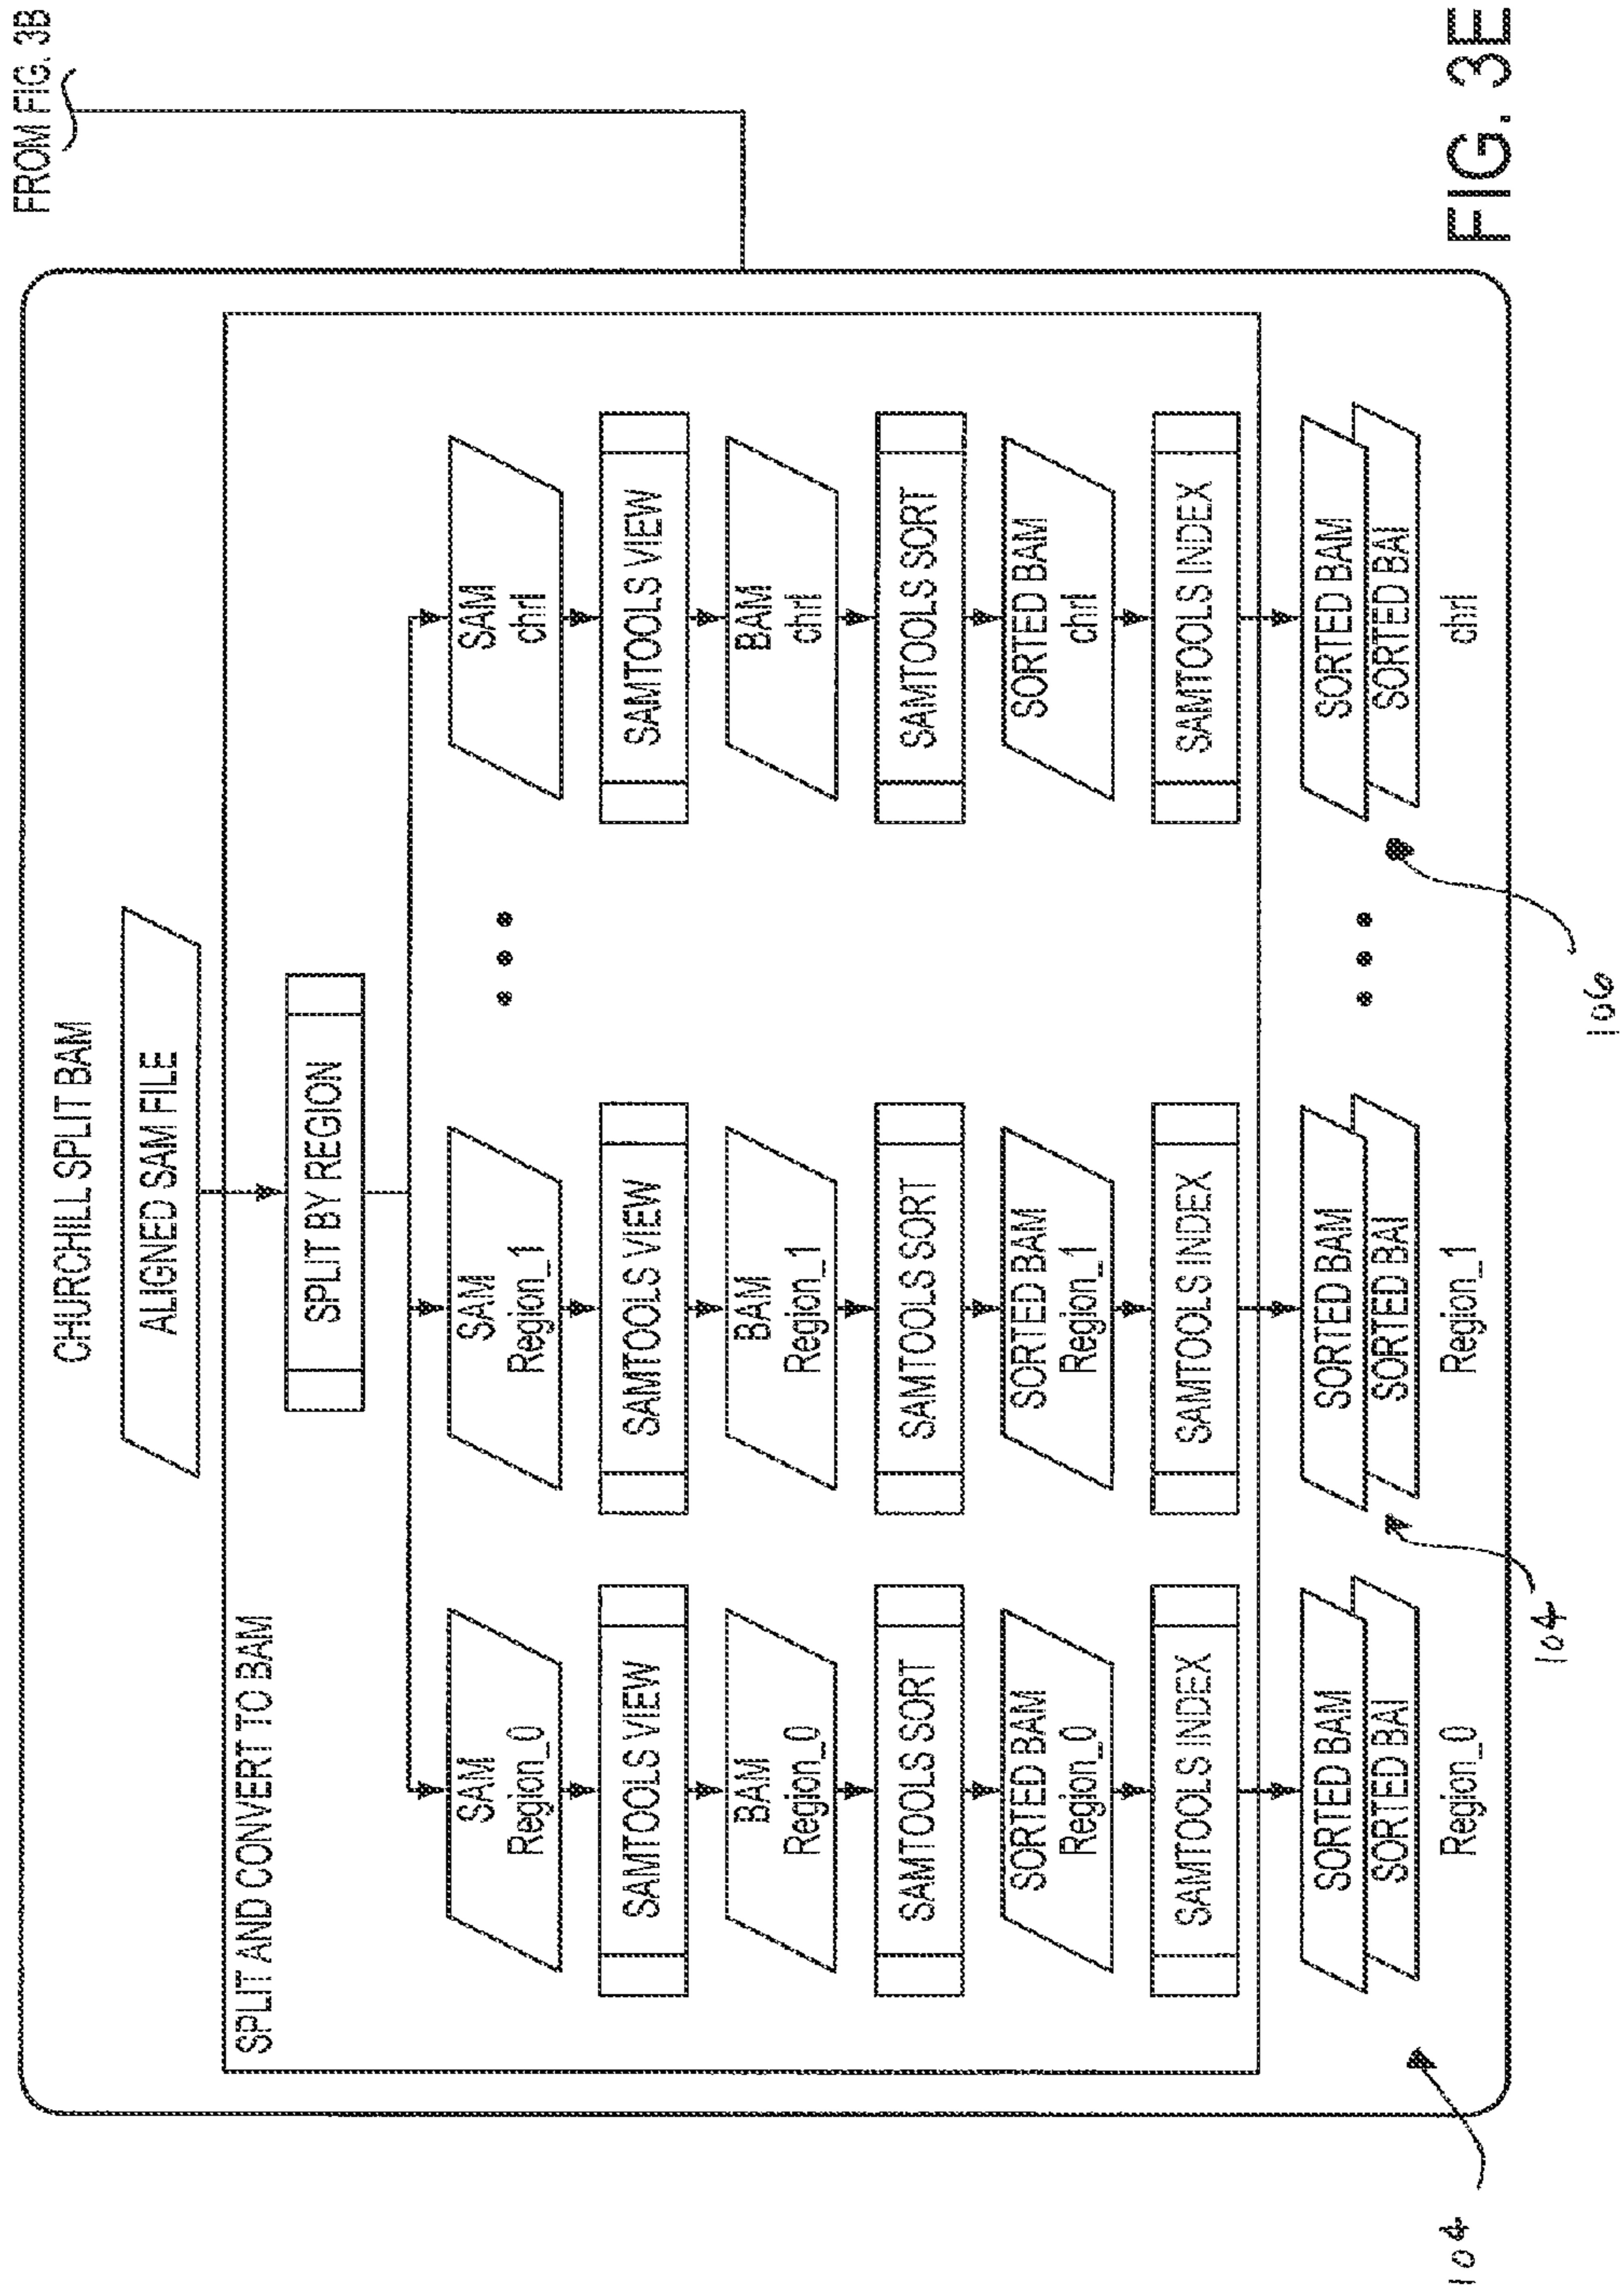 FROM FIG. 3B
CHURCHILL SPLIT BAM
ALIGNED SAM FILE
SPLIT AND CONVERT TO BAM
SPLIT BY REGION
SAM
Region_0
SAM
Region_1
SAM
chrI
SAMTOOLS VIEW
SAMTOOLS VIEW
SAMTOOLS VIEW
BAM
Region_0
BAM
Region_1
BAM
chrI
SAMTOOLS SORT
SAMTOOLS SORT
SAMTOOLS SORT
SORTED BAM
Region_0
SORTED BAM
Region_1
SORTED BAM
chrI
SAMTOOLS INDEX
SAMTOOLS INDEX
SAMTOOLS INDEX
SORTED BAM
SORTED BAI
Region_0
SORTED BAM
SORTED BAI
Region_1
SORTED BAM
SORTED BAI
chrI
104
104
106
FIG. 3E